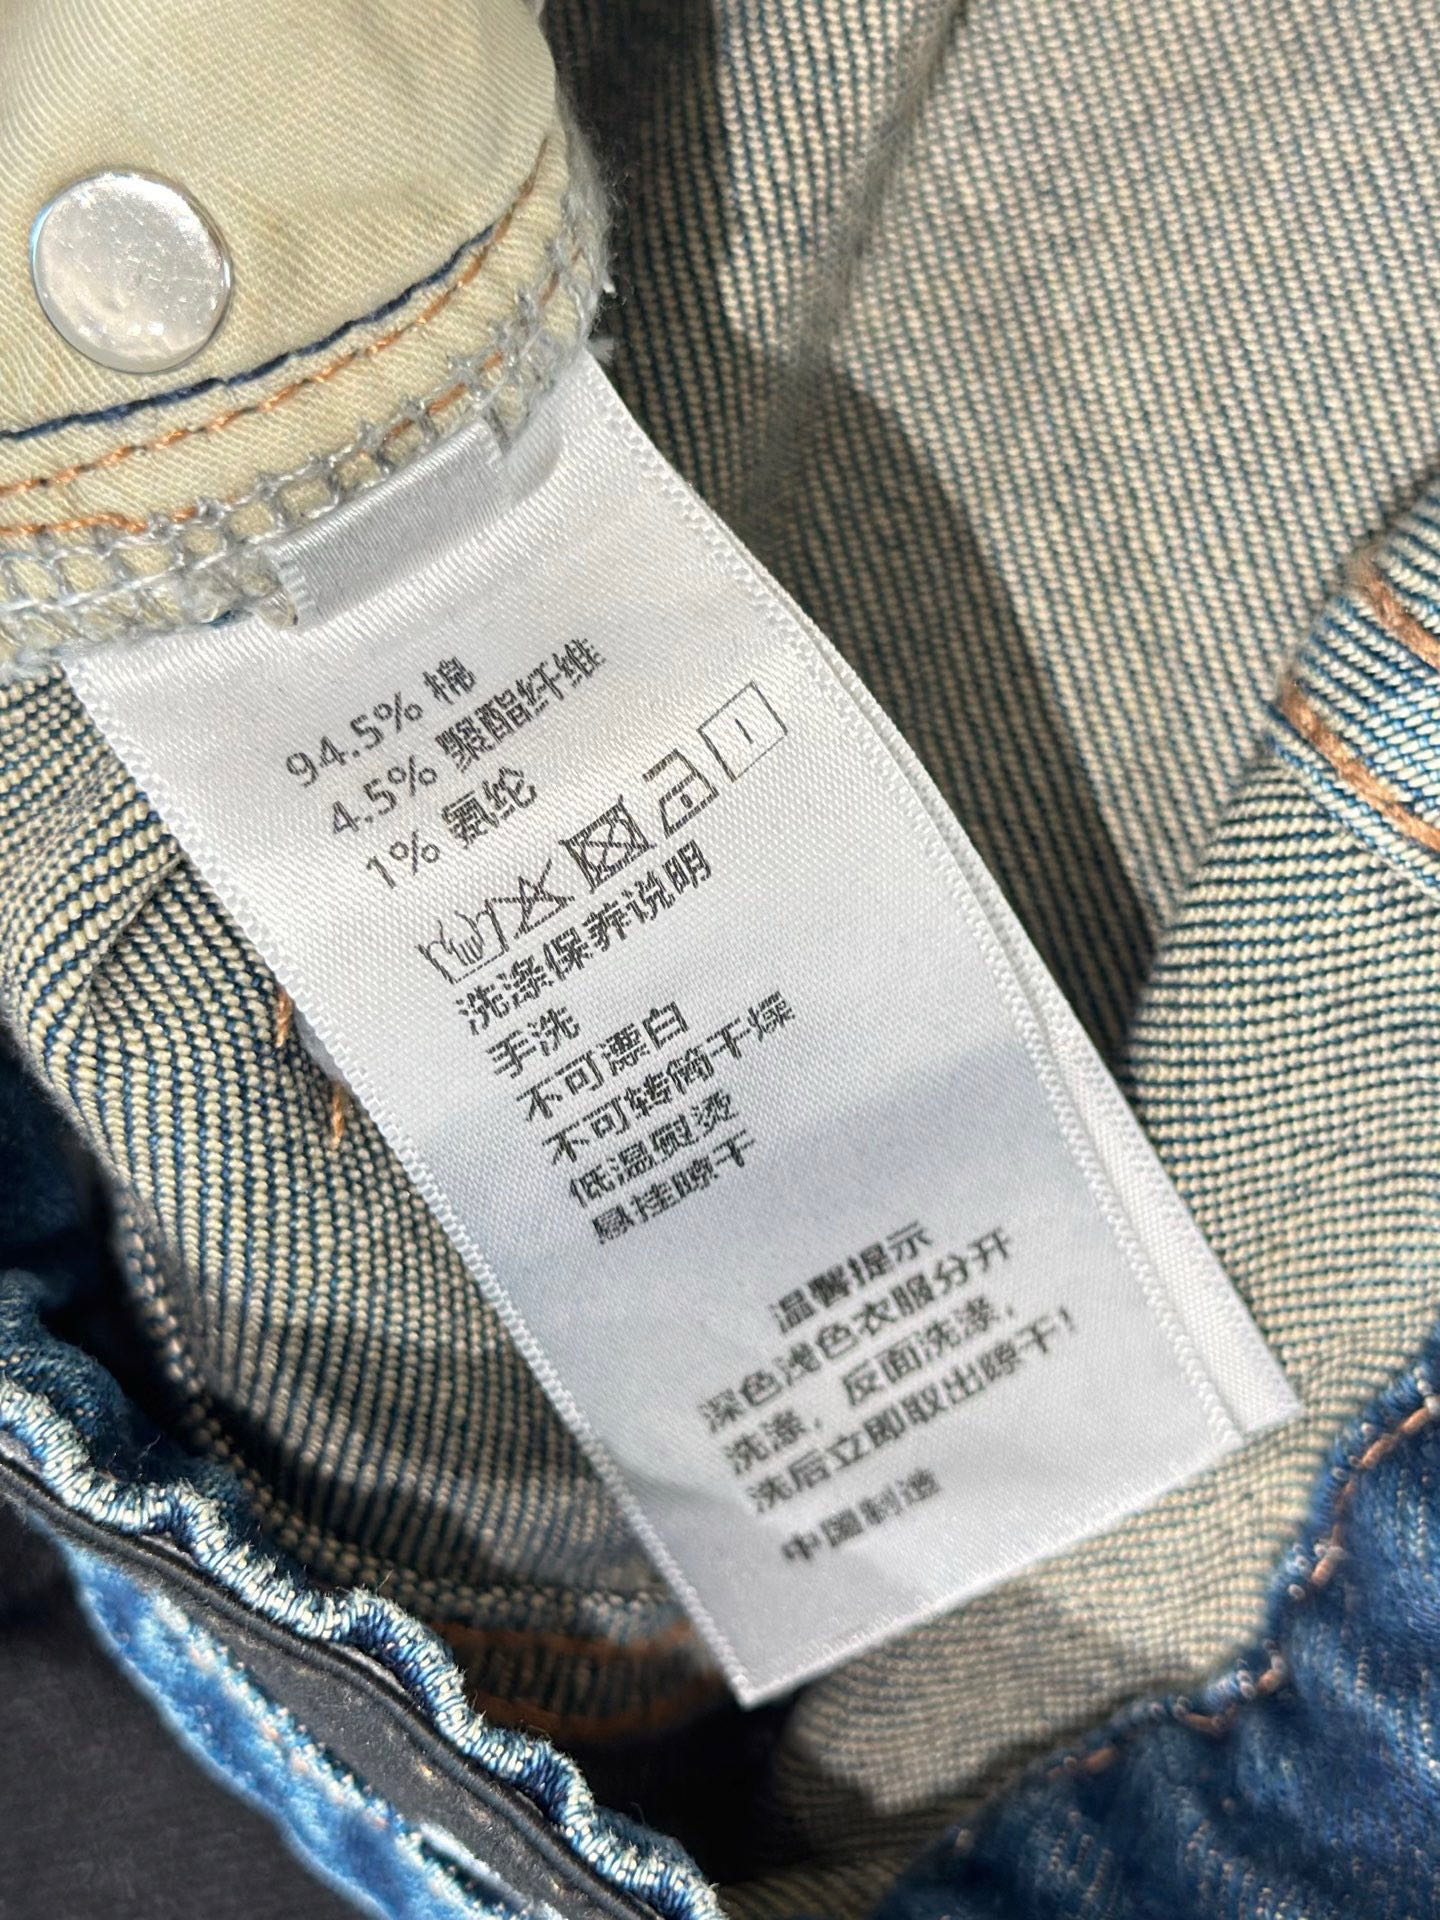 94.5% 棉
4.5% 聚酯纤维
1% 氨纶
洗涤保养说明
手洗
不可漂白
不可转筒干燥
低温熨烫
悬挂晾干
温馨提示
深色浅色衣服分开
洗涤，反面洗涤，
洗后立即取出晾干！
中国制造